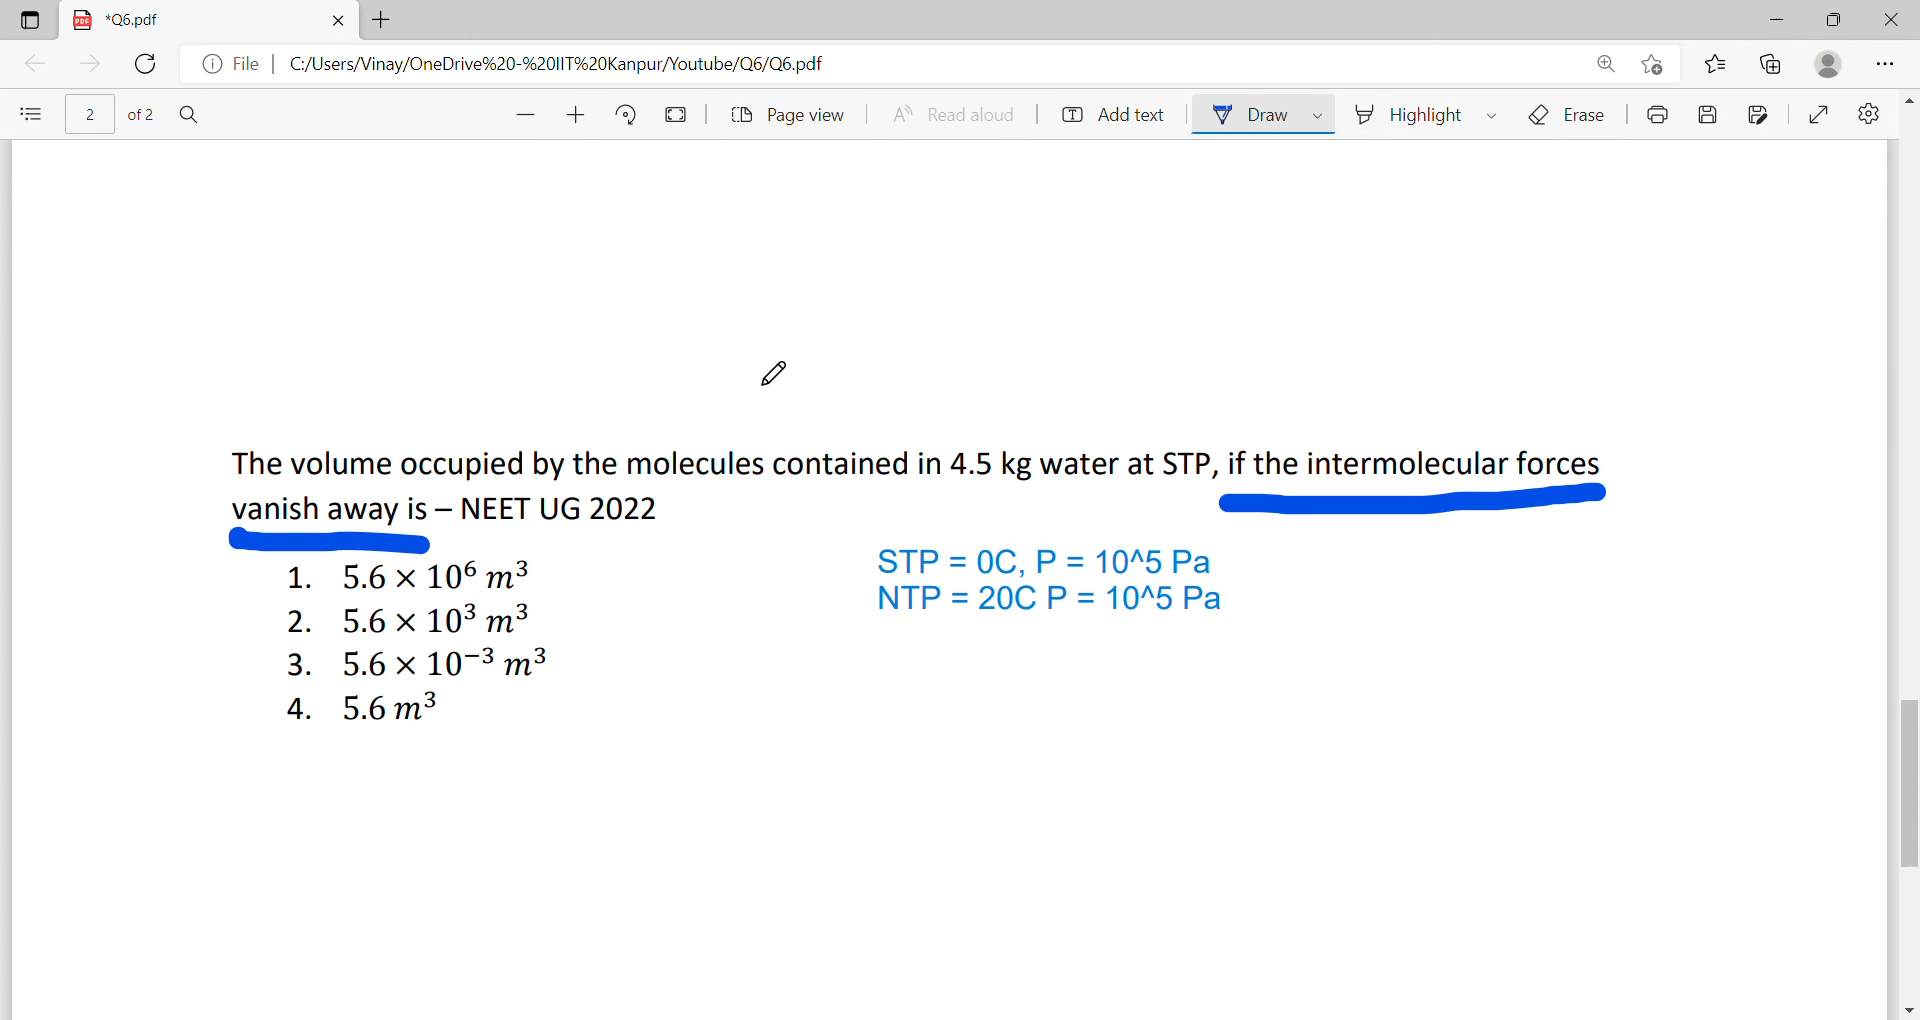 *Q6.pdf
File | C:/Users/Vinay/OneDrive%20-%20IIT%20Kanpur/Youtube/Q6/Q6.pdf
2 of 2 Page view Read aloud Add text Draw Highlight Erase
The volume occupied by the molecules contained in 4.5 kg water at STP, if the intermolecular forces
vanish away is – NEET UG 2022
STP = 0C, P = 10^5 Pa
NTP = 20C P = 10^5 Pa
1. 5.6 × 10⁶ m³
2. 5.6 × 10³ m³
3. 5.6 × 10⁻³ m³
4. 5.6 m³